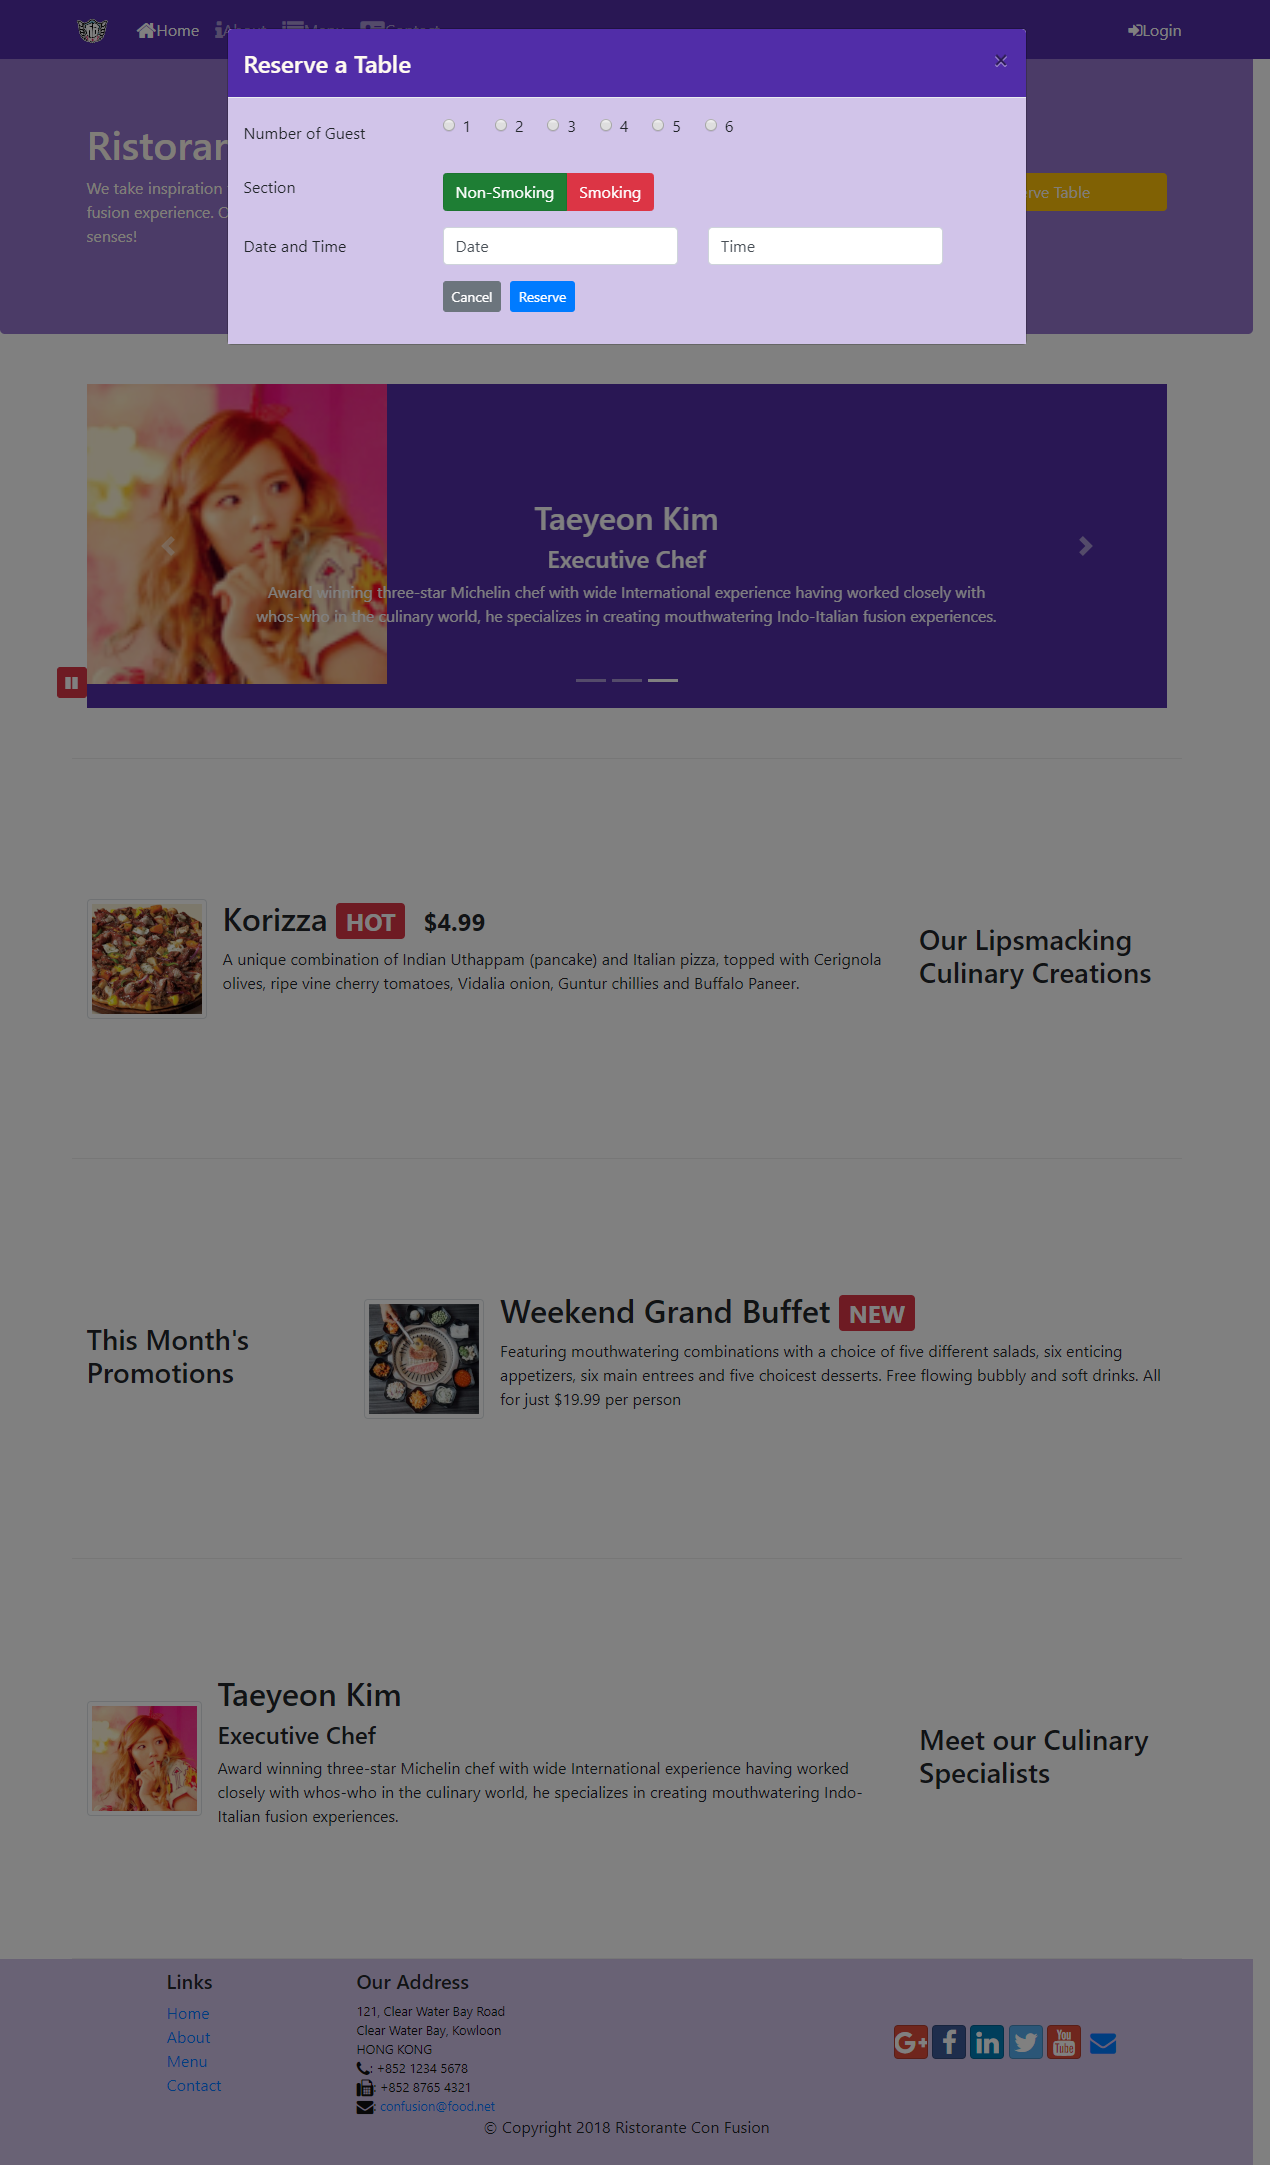 Home About Menu Contact Login
Reserve a Table ×
Number of Guest 1 2 3 4 5 6
Section Non-Smoking Smoking
Date and Time Date Time
Cancel Reserve
Ristoran
We take inspiration
fusion experience.
senses!
rve Table
Taeyeon Kim
Executive Chef
Award winning three-star Michelin chef with wide International experience having worked closely with
whos-who in the culinary world, he specializes in creating mouthwatering Indo-Italian fusion experiences.
Korizza HOT $4.99
A unique combination of Indian Uthappam (pancake) and Italian pizza, topped with Cerignola
olives, ripe vine cherry tomatoes, Vidalia onion, Guntur chillies and Buffalo Paneer.
Our Lipsmacking
Culinary Creations
This Month's
Promotions
Weekend Grand Buffet NEW
Featuring mouthwatering combinations with a choice of five different salads, six enticing
appetizers, six main entrees and five choicest desserts. Free flowing bubbly and soft drinks. All
for just $19.99 per person
Taeyeon Kim
Executive Chef
Award winning three-star Michelin chef with wide International experience having worked
closely with whos-who in the culinary world, he specializes in creating mouthwatering Indo-
Italian fusion experiences.
Meet our Culinary
Specialists
Links
Home
About
Menu
Contact
Our Address
121, Clear Water Bay Road
Clear Water Bay, Kowloon
HONG KONG
: +852 1234 5678
: +852 8765 4321
: confusion@food.net
G+ f in You Tube
© Copyright 2018 Ristorante Con Fusion